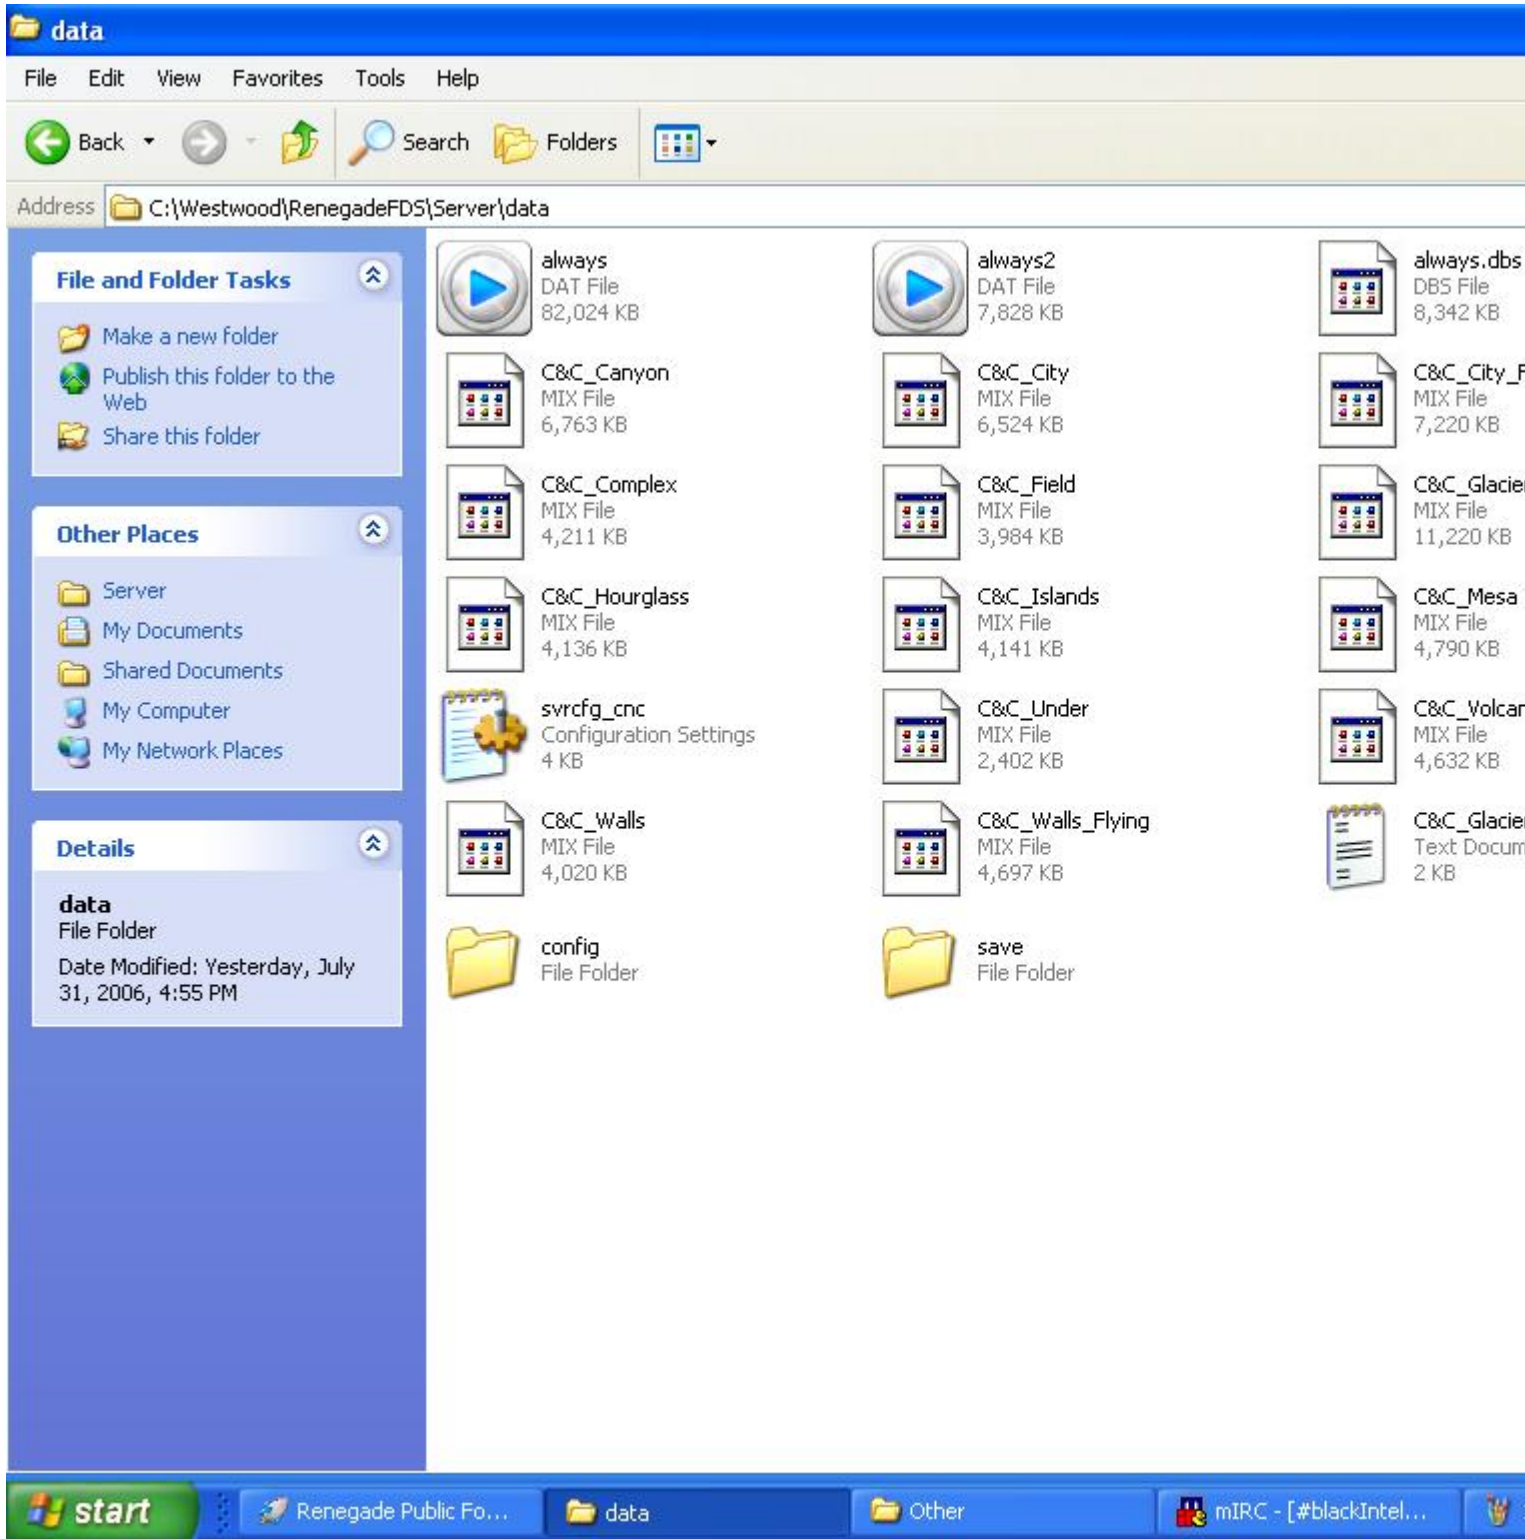 data
File Edit View Favorites Tools Help
Back Search Folders
Address C:\Westwood\RenegadeFDS\Server\data
File and Folder Tasks
Make a new folder
Publish this folder to the
Web
Share this folder
Other Places
Server
My Documents
Shared Documents
My Computer
My Network Places
Details
data
File Folder
Date Modified: Yesterday, July
31, 2006, 4:55 PM
always
DAT File
82,024 KB
always2
DAT File
7,828 KB
always.dbs
DBS File
8,342 KB
C&C_Canyon
MIX File
6,763 KB
C&C_City
MIX File
6,524 KB
C&C_City_F
MIX File
7,220 KB
C&C_Complex
MIX File
4,211 KB
C&C_Field
MIX File
3,984 KB
C&C_Glacie
MIX File
11,220 KB
C&C_Hourglass
MIX File
4,136 KB
C&C_Islands
MIX File
4,141 KB
C&C_Mesa
MIX File
4,790 KB
svrcfg_cnc
Configuration Settings
4 KB
C&C_Under
MIX File
2,402 KB
C&C_Volcan
MIX File
4,632 KB
C&C_Walls
MIX File
4,020 KB
C&C_Walls_Flying
MIX File
4,697 KB
C&C_Glacie
Text Docum
2 KB
config
File Folder
save
File Folder
start Renegade Public Fo... data Other mIRC - [#blackIntel...